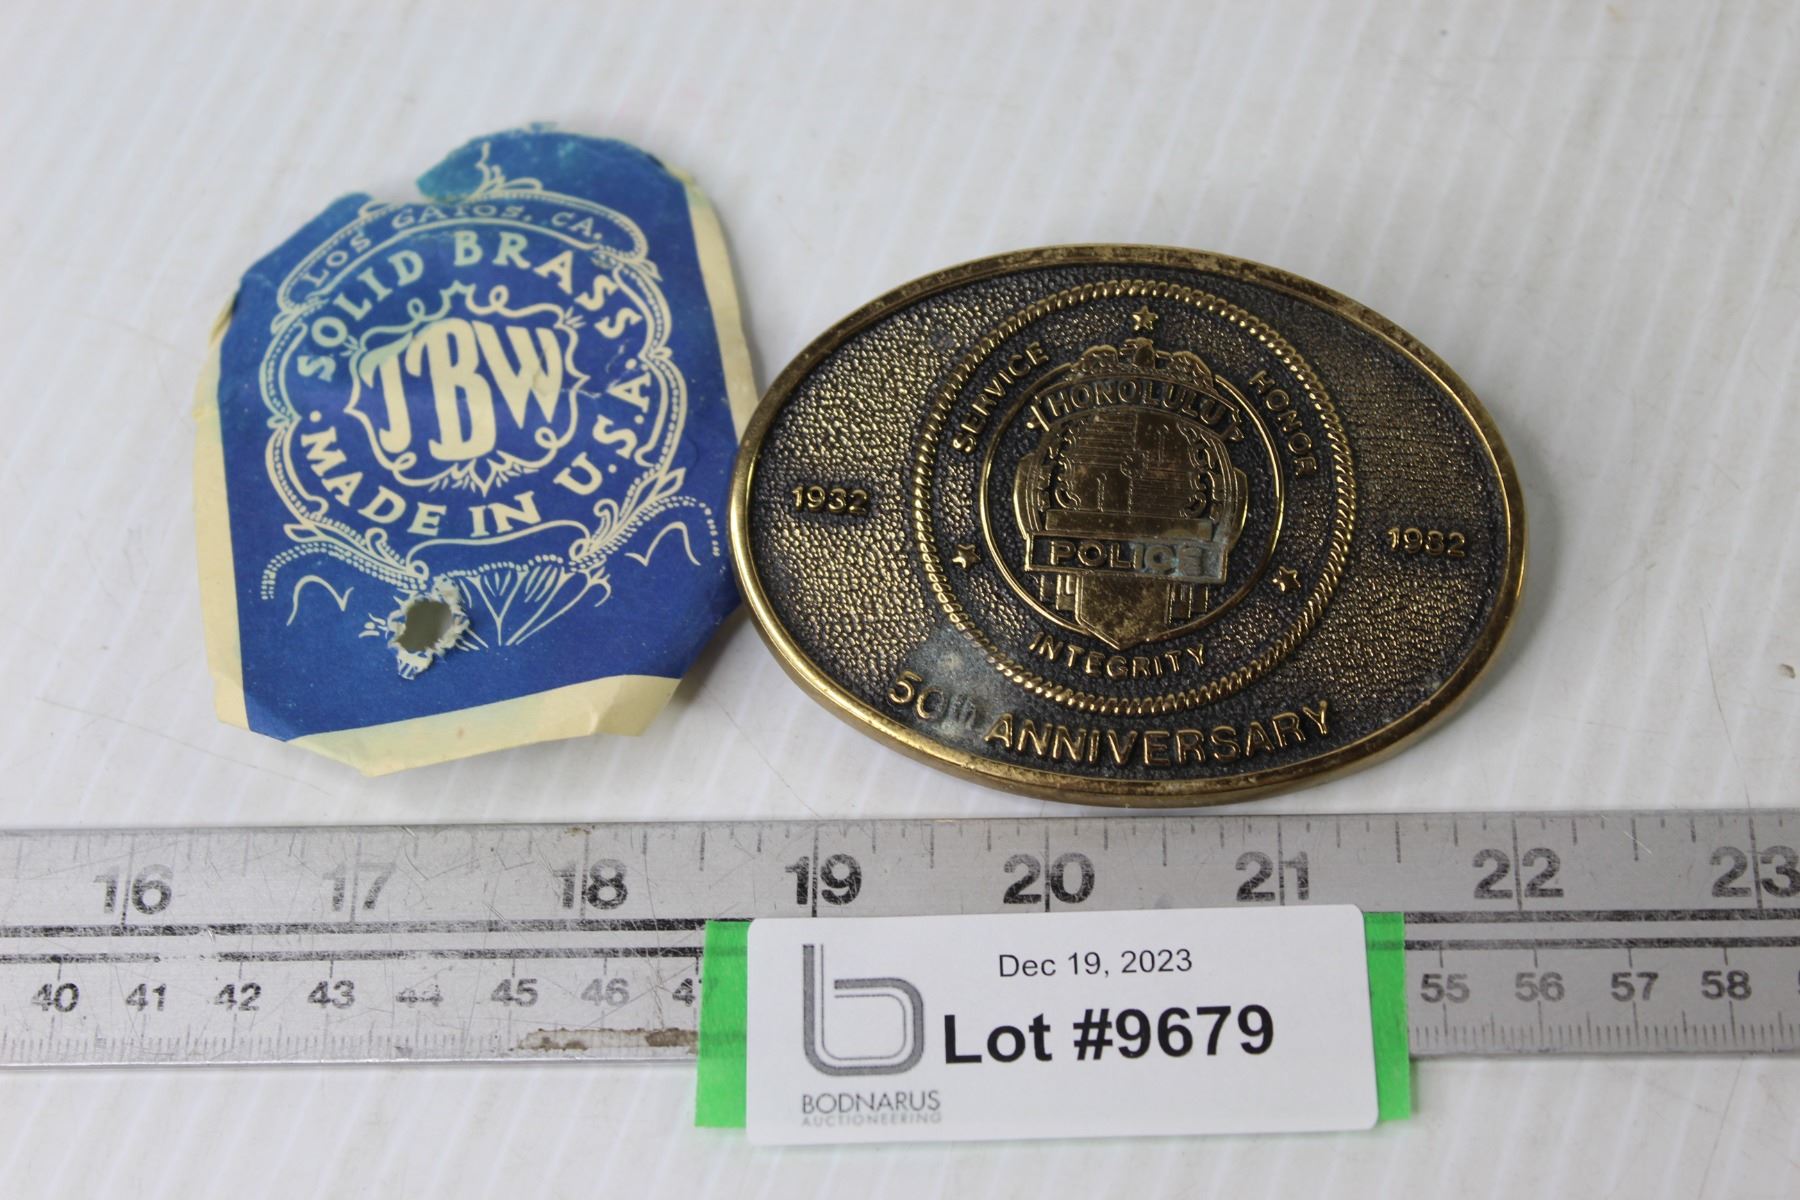 LOS GATOS, CA.
SOLID BRASS
JBW
· MADE IN U.S.A. ·
SERVICE HONOR
HONOLULU
1932 1982
POLICE
INTEGRITY
50th ANNIVERSARY
16 17 18 19 20 21 22 23
40 41 42 43 44 45 46 47 55 56 57 58
Dec 19, 2023
Lot #9679
BODNARUS
AUCTIONEERING